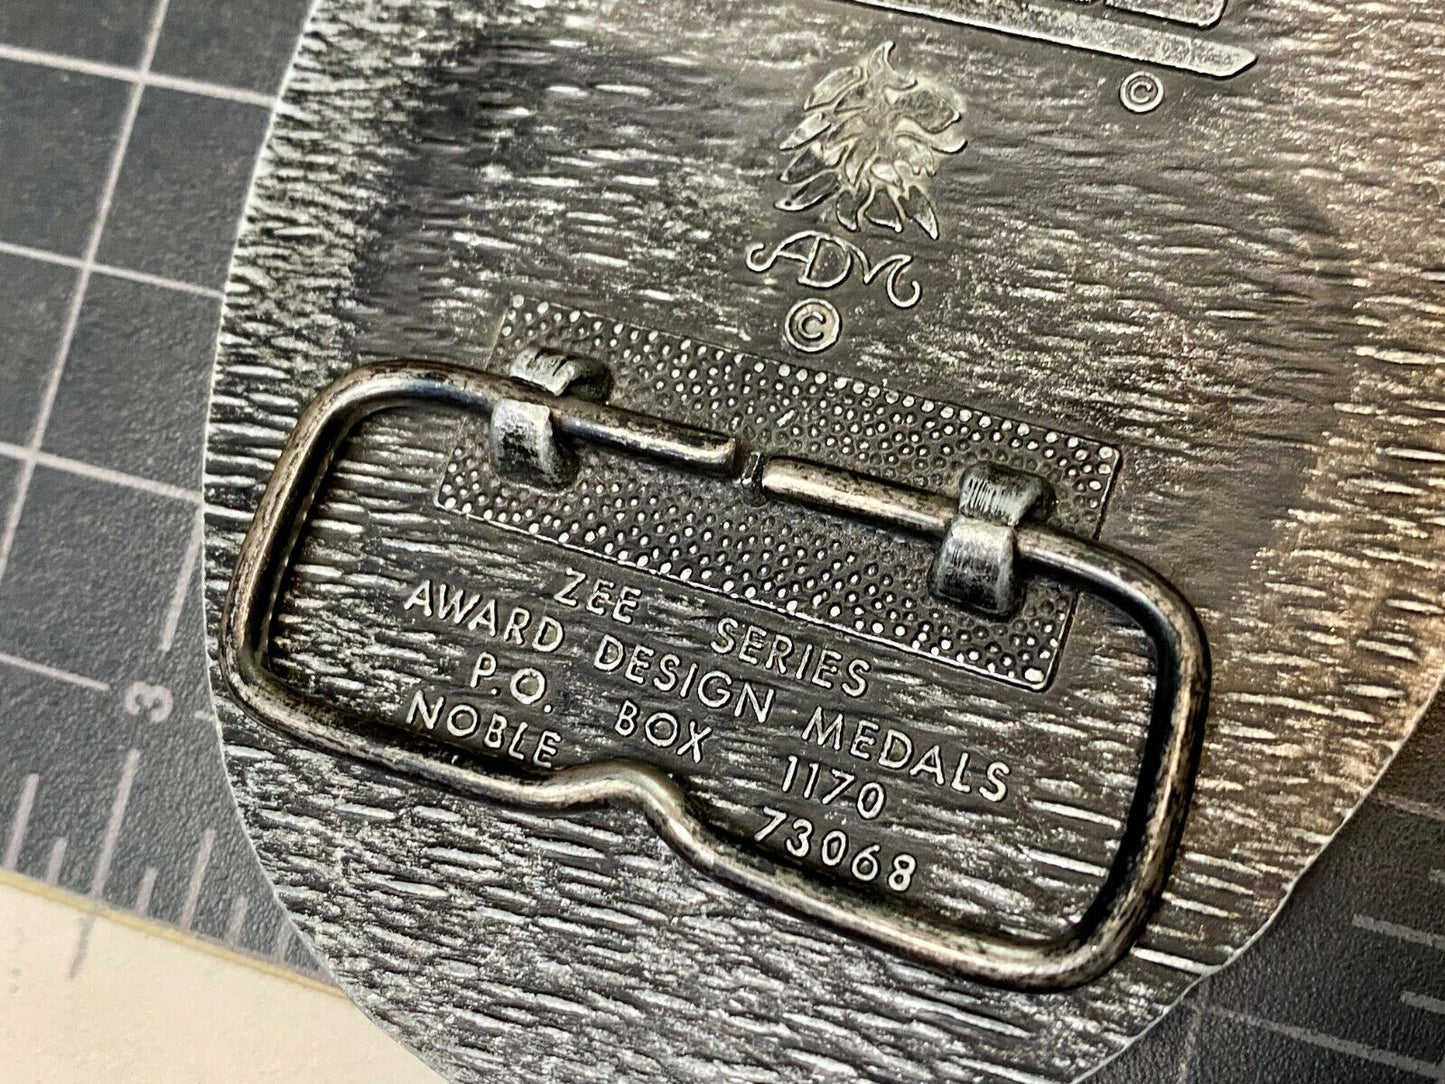 ©
ADM
©
ZEE SERIES
AWARD DESIGN MEDALS
P.O. BOX 1170
NOBLE 73068
3